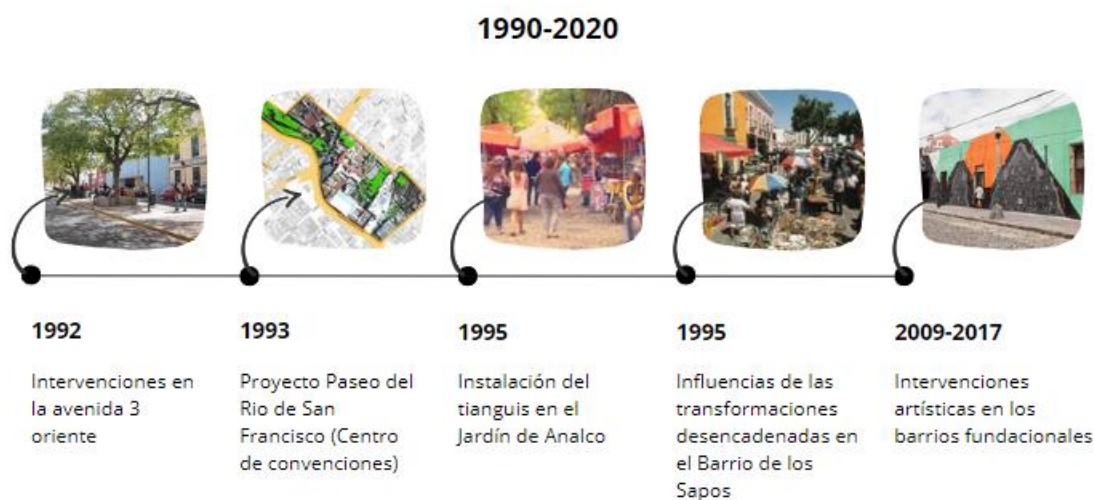 1990-2020
1992
Intervenciones en
la avenida 3
oriente
1993
Proyecto Paseo del
Rio de San
Francisco (Centro
de convenciones)
1995
Instalación del
tianguis en el
Jardín de Analco
1995
Influencias de las
transformaciones
desencadenadas en
el Barrio de los
Sapos
2009-2017
Intervenciones
artísticas en los
barrios fundacionales